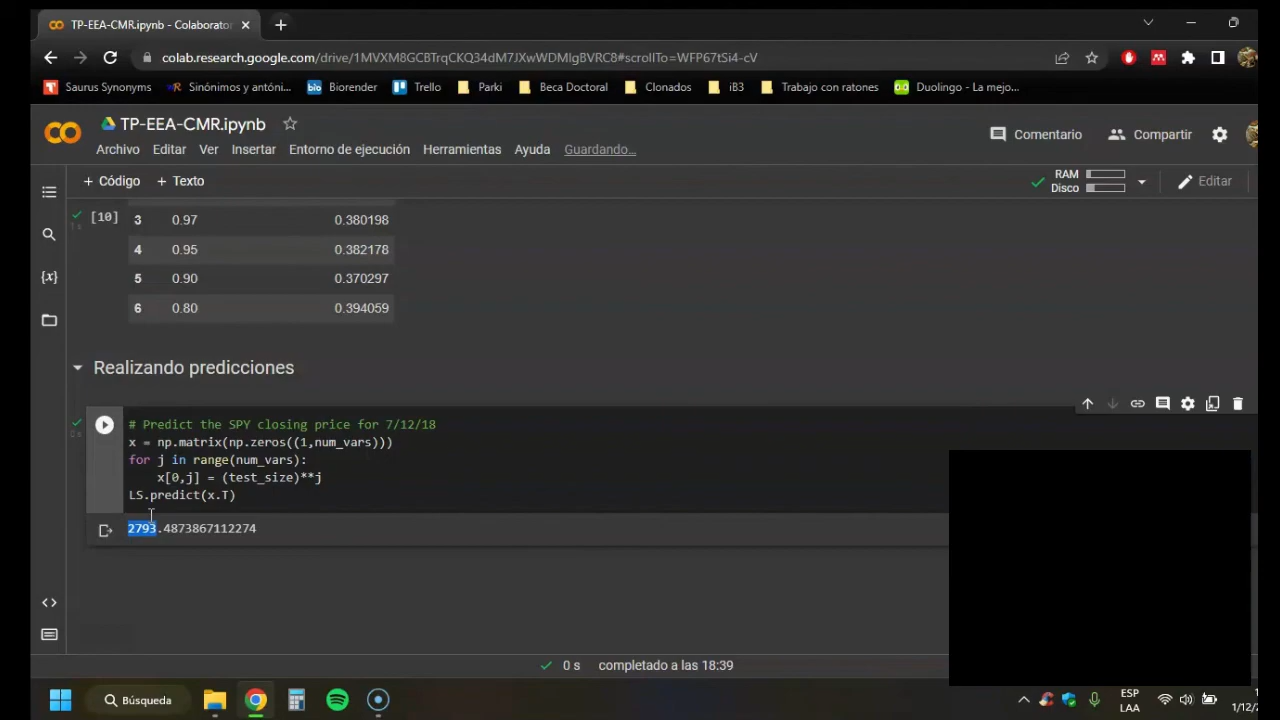 TP-EEA-CMR.ipynb - Colaborator
colab.research.google.com/drive/1MVXM8GCBTrqCKQ34dM7JXwWDMIgBVRC8#scrollTo=WFP67tSi4-cV
Saurus Synonyms Sinónimos y antóni... Biorender Trello Parki Beca Doctoral Clonados iB3 Trabajo con ratones Duolingo - La mejo...
TP-EEA-CMR.ipynb
Comentario Compartir
Archivo Editar Ver Insertar Entorno de ejecución Herramientas Ayuda Guardando...
+ Código + Texto
RAM
Disco
Editar
[10]
3 0.97 0.380198
4 0.95 0.382178
5 0.90 0.370297
6 0.80 0.394059
Realizando predicciones
# Predict the SPY closing price for 7/12/18
x = np.matrix(np.zeros((1,num_vars)))
for j in range(num_vars):
x[0,j] = (test_size)**j
LS.predict(x.T)
2793.4873867112274
0 s completado a las 18:39
Búsqueda
ESP
LAA